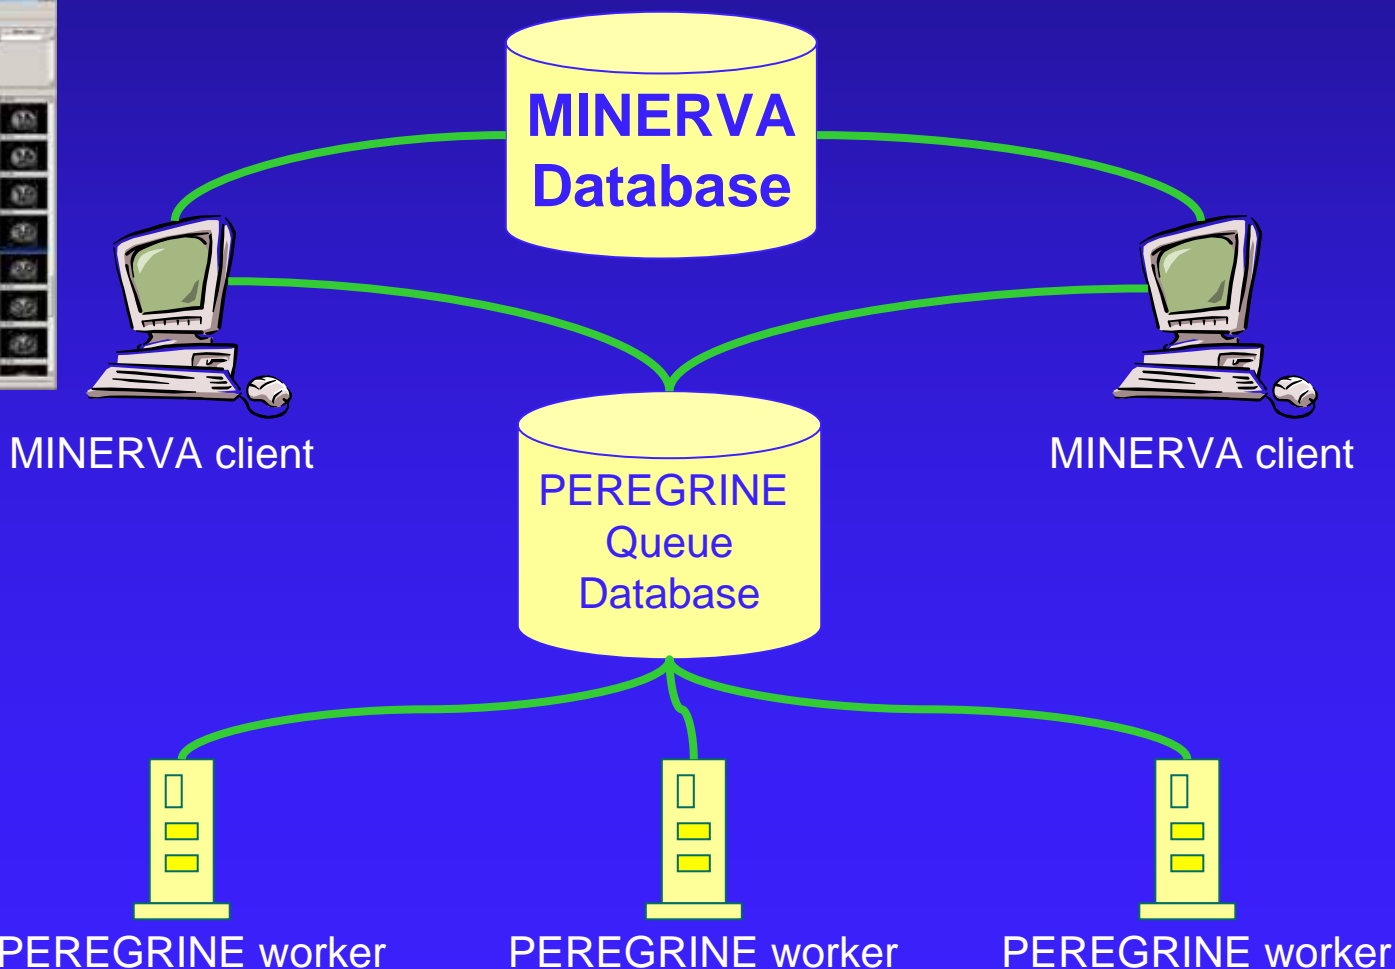 MINERVA
Database
MINERVA client
MINERVA client
PEREGRINE
Queue
Database
PEREGRINE worker
PEREGRINE worker
PEREGRINE worker